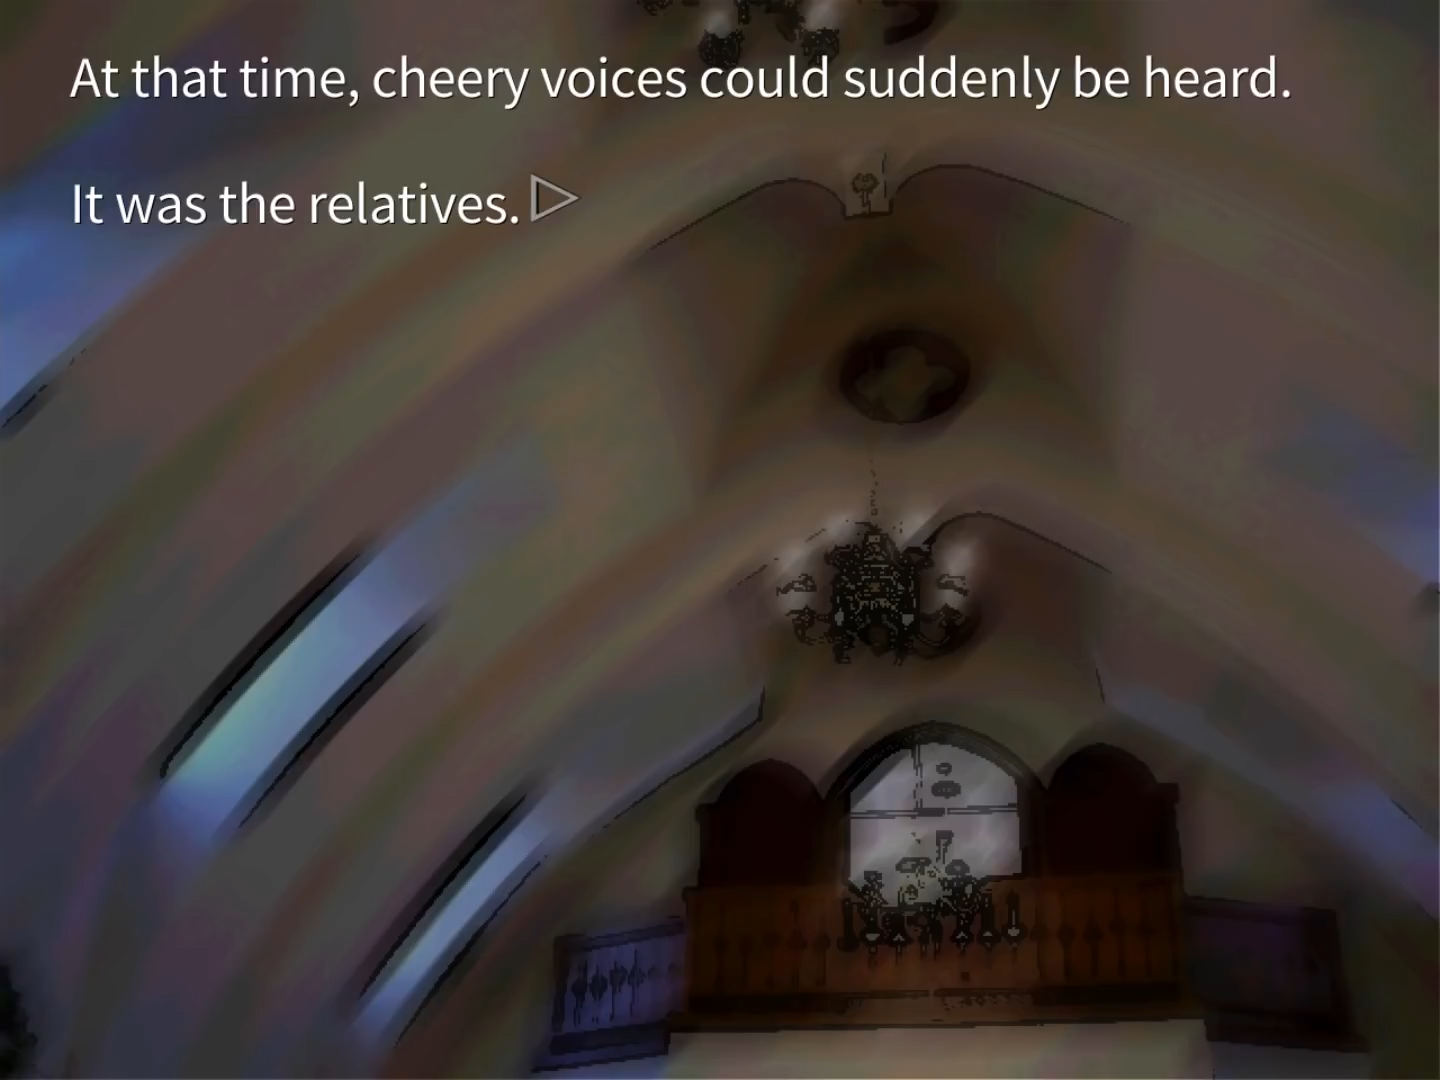 At that time, cheery voices could suddenly be heard.
It was the relatives.